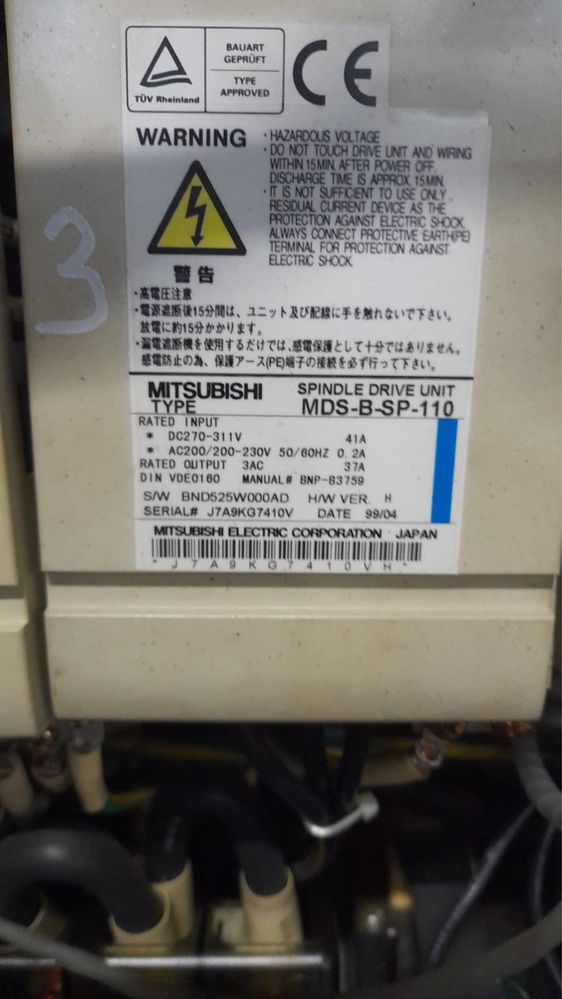 3
BAUART
GEPRÜFT
TÜV Rheinland
TYPE
APPROVED
CE
WARNING
・HAZARDOUS VOLTAGE
・DO NOT TOUCH DRIVE UNIT AND WIRING
WITHIN 15MIN. AFTER POWER OFF.
DISCHARGE TIME IS APPROX. 15MIN.
・IT IS NOT SUFFICIENT TO USE ONLY
RESIDUAL CURRENT DEVICE AS THE
PROTECTION AGAINST ELECTRIC SHOCK.
ALWAYS CONNECT PROTECTIVE EARTH(PE)
TERMINAL FOR PROTECTION AGAINST
ELECTRIC SHOCK
警告
・高電圧注意
・電源遮断後15分間は、ユニット及び配線に手を触れないで下さい。
放電に約15分かかります。
・漏電遮断機を使用するだけでは、感電保護として十分ではありません。
感電防止の為、保護アース(PE)端子の接続を必ず行って下さい。
MITSUBISHI SPINDLE DRIVE UNIT
TYPE MDS-B-SP-110
RATED INPUT
* DC270-311V 41A
* AC200/200-230V 50/60HZ 0.2A
RATED OUTPUT 3AC 37A
DIN VDE0160 MANUAL# BNP-B3759
S/W BND525W000AD H/W VER. H
SERIAL# J7A9KG7410V DATE 99/04
MITSUBISHI ELECTRIC CORPORATION JAPAN
*J7A9KG7410VH*